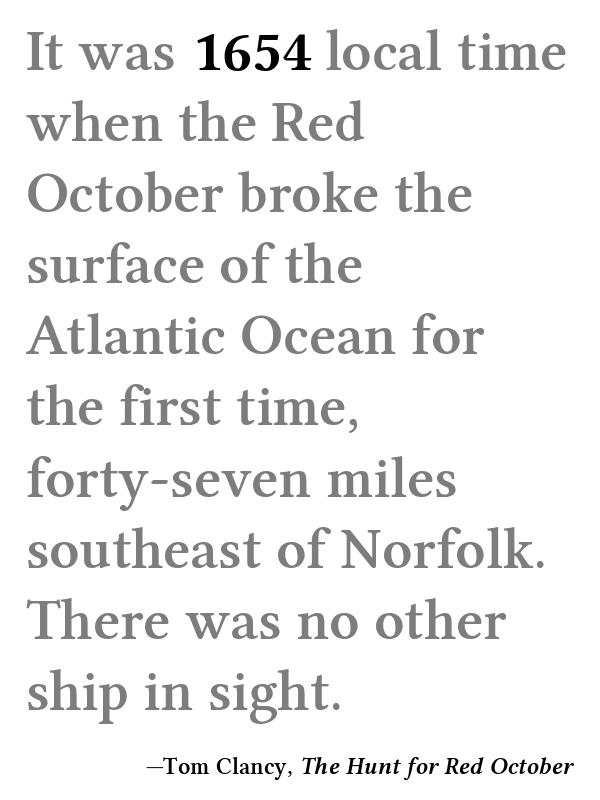 It was 1654 local time
when the Red
October broke the
surface of the
Atlantic Ocean for
the first time,
forty-seven miles
southeast of Norfolk.
There was no other
ship in sight.
—Tom Clancy, The Hunt for Red October